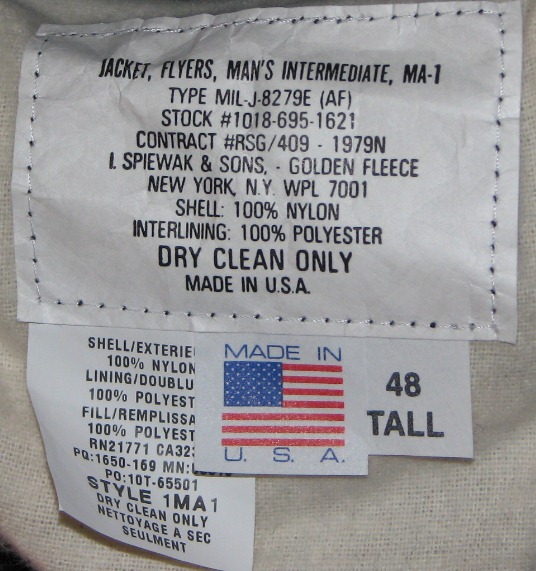 JACKET, FLYERS, MAN'S INTERMEDIATE, MA-1
TYPE MIL-J-8279E (AF)
STOCK #1018-695-1621
CONTRACT #RSG/409 - 1979N
I. SPIEWAK & SONS, - GOLDEN FLEECE
NEW YORK, N.Y. WPL 7001
SHELL: 100% NYLON
INTERLINING: 100% POLYESTER
DRY CLEAN ONLY
MADE IN U.S.A.
SHELL/EXTERIE
100% NYLON
LINING/DOUBLU
100% POLYEST
FILL/REMPLISSA
100% POLYEST
RN21771 CA323
PQ:1650-169 MN:
PO:10T-65501
STYLE 1MA1
DRY CLEAN ONLY
NETTOYAGE A SEC
SEULMENT
MADE IN
U. S. A.
48
TALL